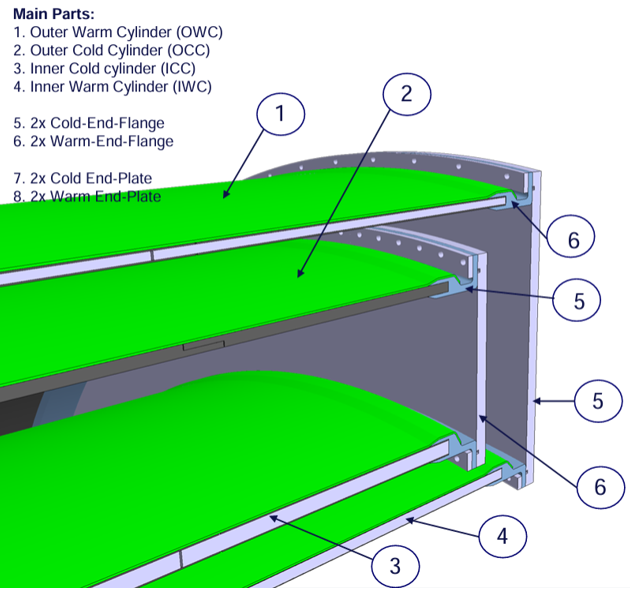 Main Parts:
1. Outer Warm Cylinder (OWC)
2. Outer Cold Cylinder (OCC)
3. Inner Cold cylinder (ICC)
4. Inner Warm Cylinder (IWC)
5. 2x Cold-End-Flange
6. 2x Warm-End-Flange
7. 2x Cold End-Plate
8. 2x Warm End-Plate
1
2
6
5
5
6
4
3